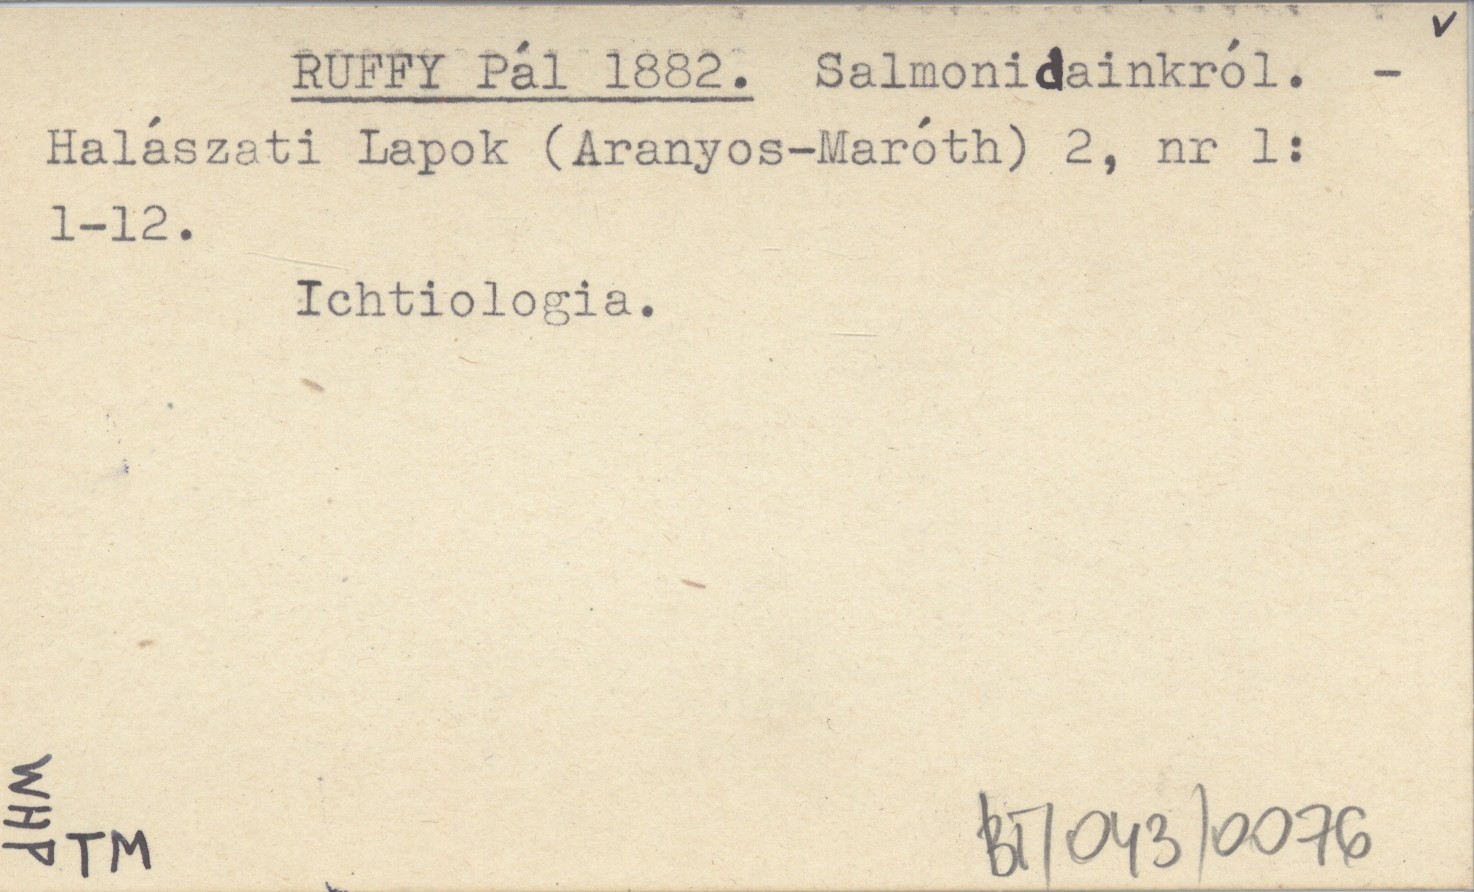 v
RUFFY Pál 1882. Salmonidainkról. -
Halászati Lapok (Aranyos-Maróth) 2, nr 1:
1-12.
Ichtiologia.
WHP
TM
BT/043/0076